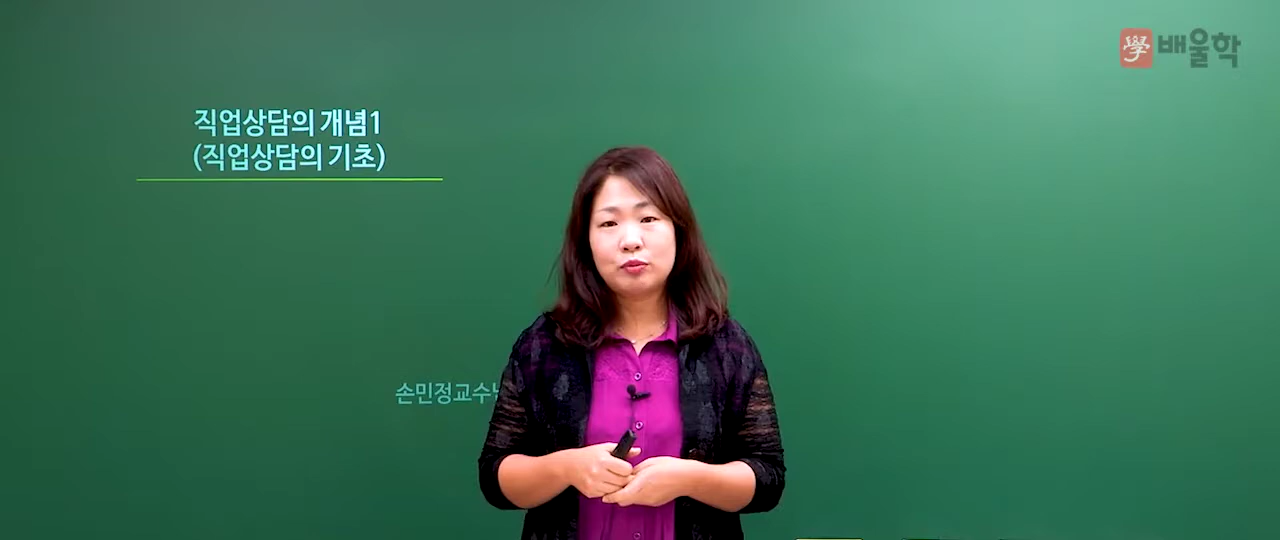 學 배울학
직업상담의 개념1
(직업상담의 기초)
손민정교수